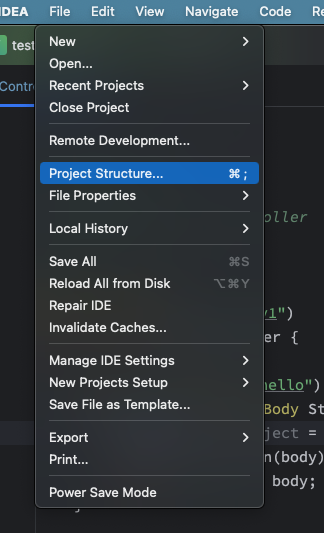 IDEA File Edit View Navigate Code Re
test
New
Contro
Open...
Recent Projects
Close Project
Remote Development...
Project Structure... ⌘ ;
File Properties
oller
Local History
Save All ⌘S
Reload All from Disk ⌥⌘Y
Repair IDE
v1")
Invalidate Caches...
er {
Manage IDE Settings
New Projects Setup
hello")
Save File as Template...
Body St
Export
ject =
Print...
n(body)
body;
Power Save Mode
}